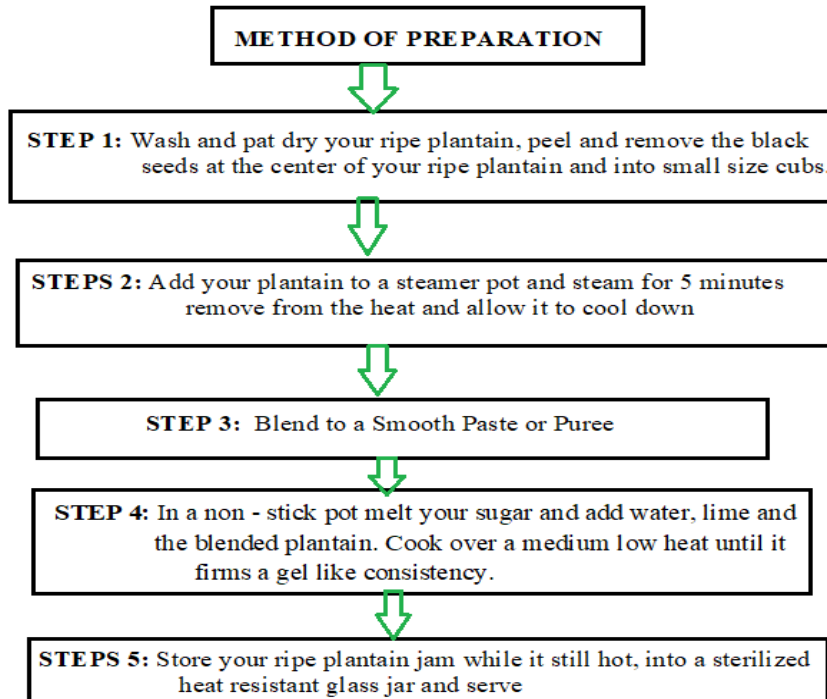 METHOD OF PREPARATION
STEP 1: Wash and pat dry your ripe plantain, peel and remove the black
seeds at the center of your ripe plantain and into small size cubs.
STEPS 2: Add your plantain to a steamer pot and steam for 5 minutes
remove from the heat and allow it to cool down
STEP 3: Blend to a Smooth Paste or Puree
STEP 4: In a non - stick pot melt your sugar and add water, lime and
the blended plantain. Cook over a medium low heat until it
firms a gel like consistency.
STEPS 5: Store your ripe plantain jam while it still hot, into a sterilized
heat resistant glass jar and serve